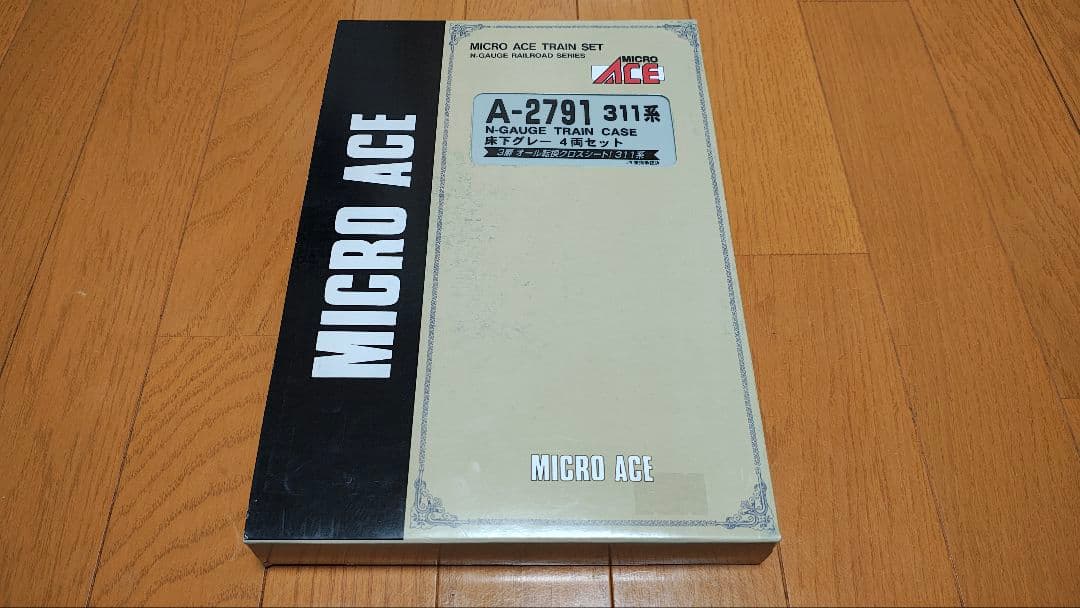 MICRO ACE TRAIN SET
N-GAUGE RAILROAD SERIES
MICRO
ACE
A-2791 311系
N-GAUGE TRAIN CASE
床下グレー 4両セット
3扉 オール転換クロスシート! 311系
MICRO ACE
MICRO ACE